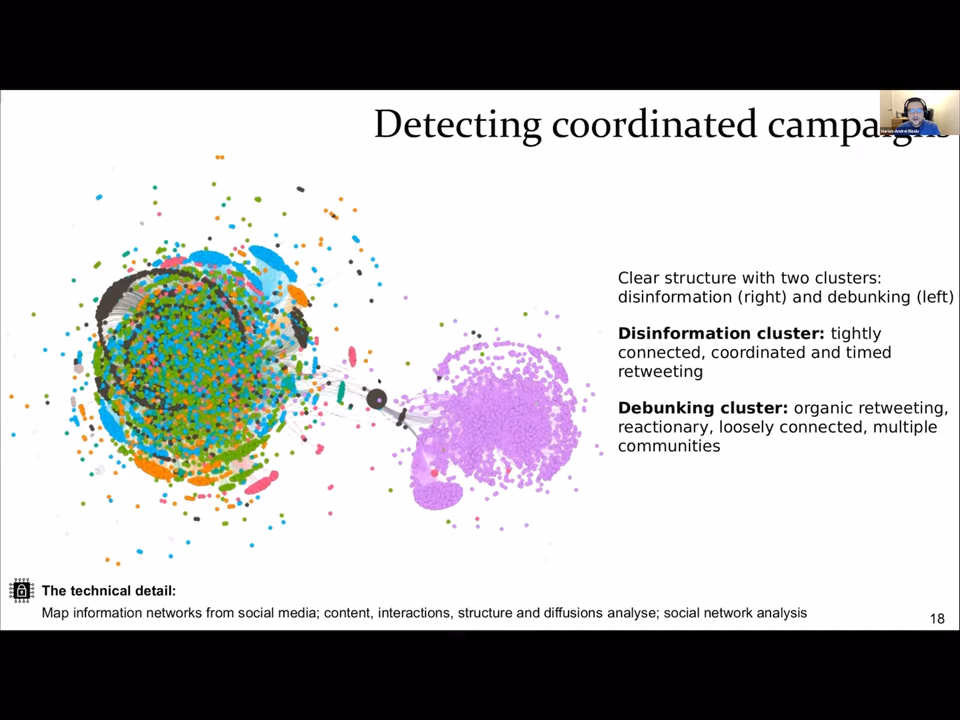 Detecting coordinated campaigns
Clear structure with two clusters:
disinformation (right) and debunking (left)
Disinformation cluster: tightly
connected, coordinated and timed
retweeting
Debunking cluster: organic retweeting,
reactionary, loosely connected, multiple
communities
The technical detail:
Map information networks from social media; content, interactions, structure and diffusions analyse; social network analysis
18